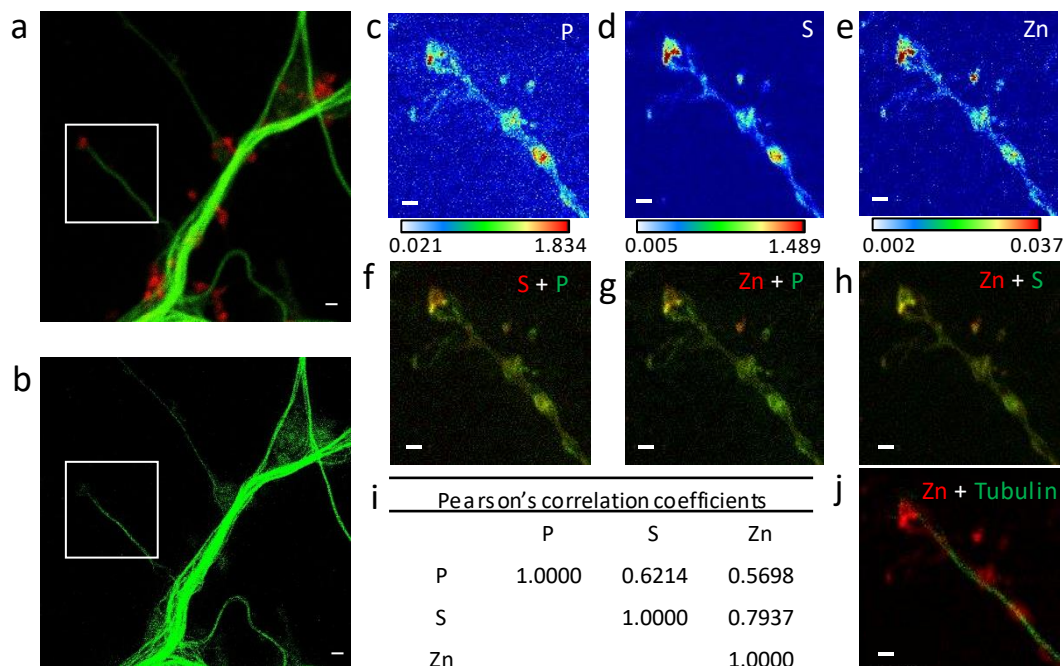 a
b
c
P
d
S
e
Zn
0.021
1.834
0.005
1.489
0.002
0.037
f
S + P
g
Zn + P
h
Zn + S
i
Pearson's correlation coefficients
P S Zn
P 1.0000 0.6214 0.5698
S 1.0000 0.7937
Zn 1.0000
j
Zn + Tubulin